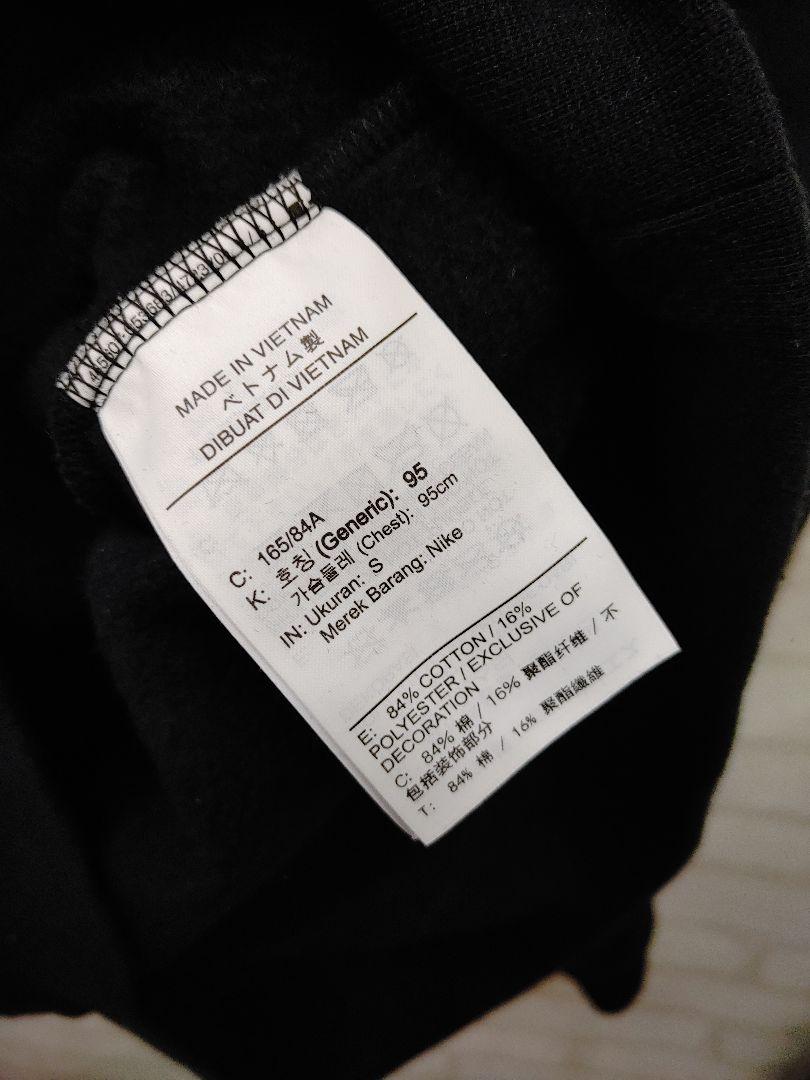 MADE IN VIETNAM
ベトナム製
DIBUAT DI VIETNAM
C: 165/84A
K: 호칭 (Generic): 95
가슴둘레 (Chest): 95cm
IN: Ukuran: S
Merek Barang: Nike
E: 84% COTTON / 16%
POLYESTER / EXCLUSIVE OF
DECORATION
C: 84% 棉 / 16% 聚酯纤维 / 不
包括装饰部分
T: 84% 棉 / 16% 聚酯纖維